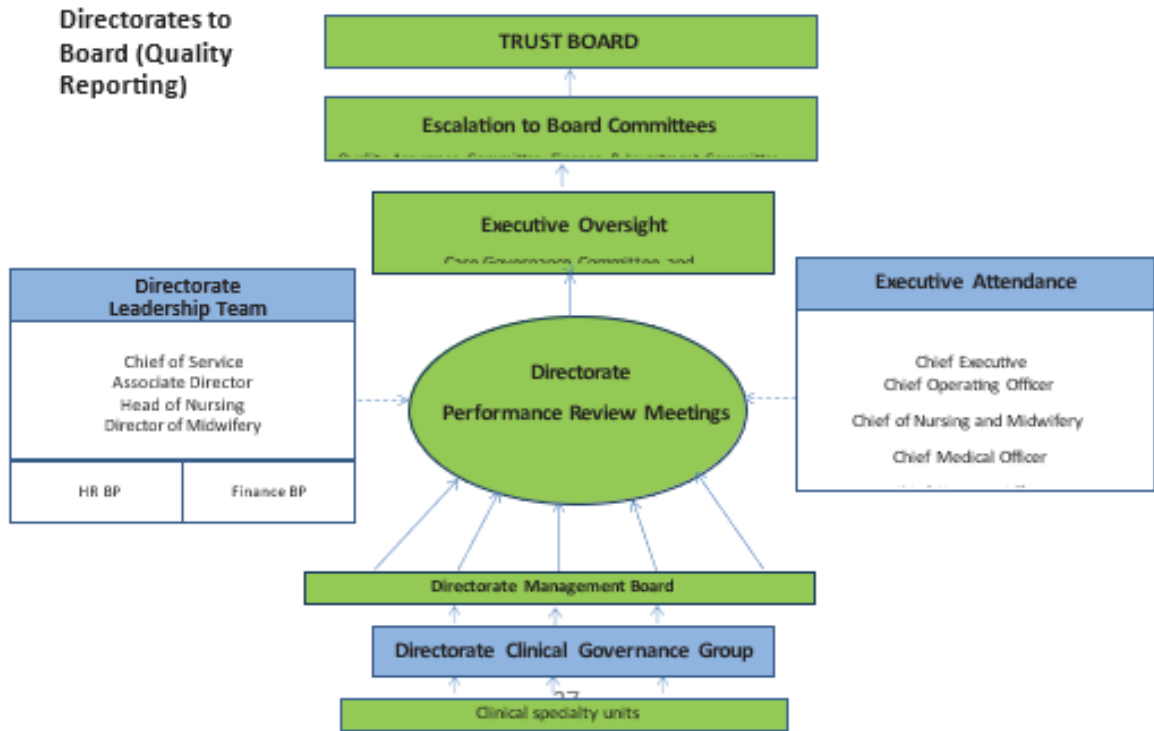 Directorates to
Board (Quality
Reporting)
TRUST BOARD
Escalation to Board Committees
Executive Oversight
Directorate
Leadership Team
Chief of Service
Associate Director
Head of Nursing
Director of Midwifery
HR BP
Finance BP
Executive Attendance
Chief Executive
Chief Operating Officer
Chief of Nursing and Midwifery
Chief Medical Officer
Directorate
Performance Review Meetings
Directorate Management Board
Directorate Clinical Governance Group
Clinical specialty units